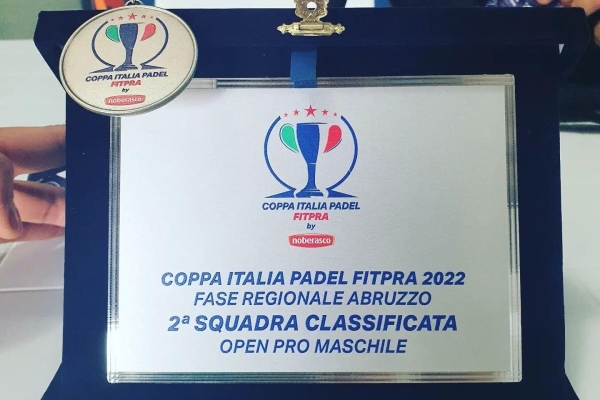 COPPA ITALIA PADEL
FITPRA
by
noberasco
COPPA ITALIA PADEL
FITPRA
by
noberasco
COPPA ITALIA PADEL FITPRA 2022
FASE REGIONALE ABRUZZO
2ª SQUADRA CLASSIFICATA
OPEN PRO MASCHILE